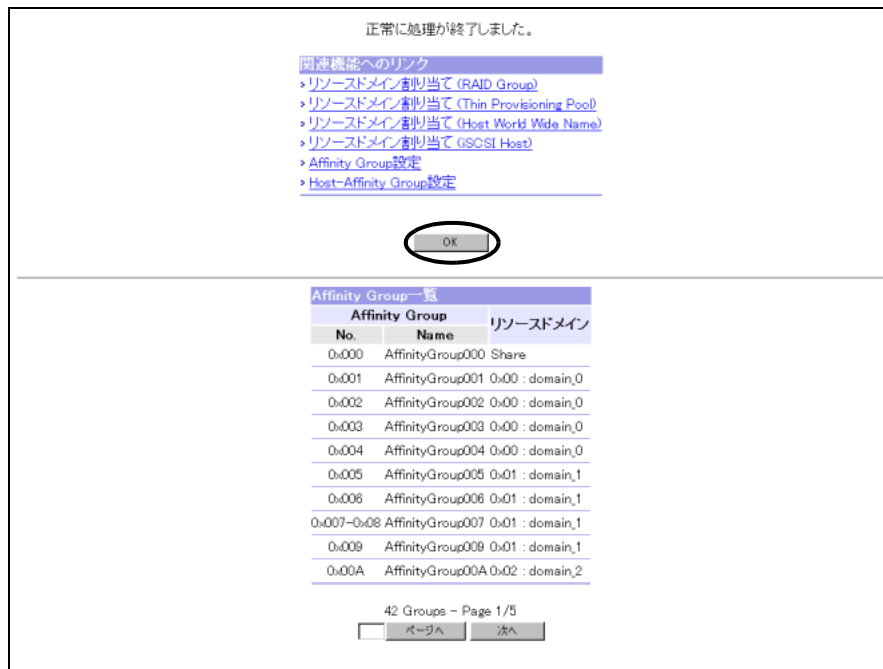 正常に処理が終了しました。
関連機能へのリンク
› リソースドメイン割り当て (RAID Group)
› リソースドメイン割り当て (Thin Provisioning Pool)
› リソースドメイン割り当て (Host World Wide Name)
› リソースドメイン割り当て (iSCSI Host)
› Affinity Group設定
› Host-Affinity Group設定
OK
Affinity Group一覧
Affinity Group リソースドメイン
No. Name
0x000 AffinityGroup000 Share
0x001 AffinityGroup001 0x00 : domain_0
0x002 AffinityGroup002 0x00 : domain_0
0x003 AffinityGroup003 0x00 : domain_0
0x004 AffinityGroup004 0x00 : domain_0
0x005 AffinityGroup005 0x01 : domain_1
0x006 AffinityGroup006 0x01 : domain_1
0x007-0x08 AffinityGroup007 0x01 : domain_1
0x009 AffinityGroup009 0x01 : domain_1
0x00A AffinityGroup00A 0x02 : domain_2
42 Groups - Page 1/5
ページへ 次へ